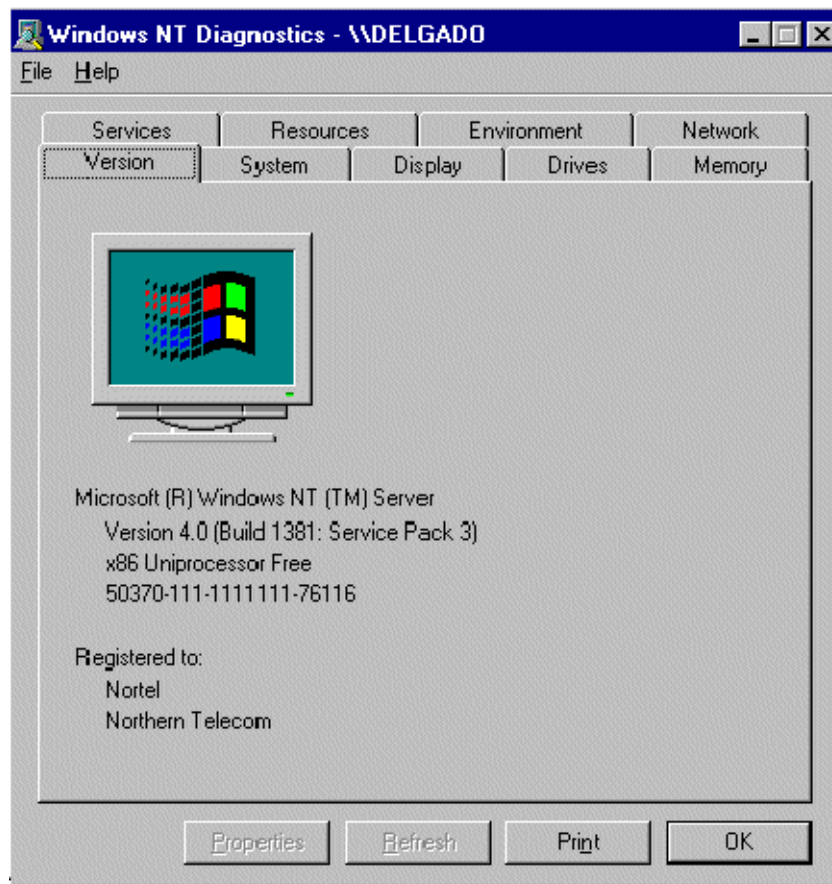 Windows NT Diagnostics - \\DELGADO
File Help
Services Resources Environment Network
Version System Display Drives Memory
Microsoft (R) Windows NT (TM) Server
Version 4.0 (Build 1381: Service Pack 3)
x86 Uniprocessor Free
50370-111-1111111-76116
Registered to:
Nortel
Northern Telecom
Properties Refresh Print OK